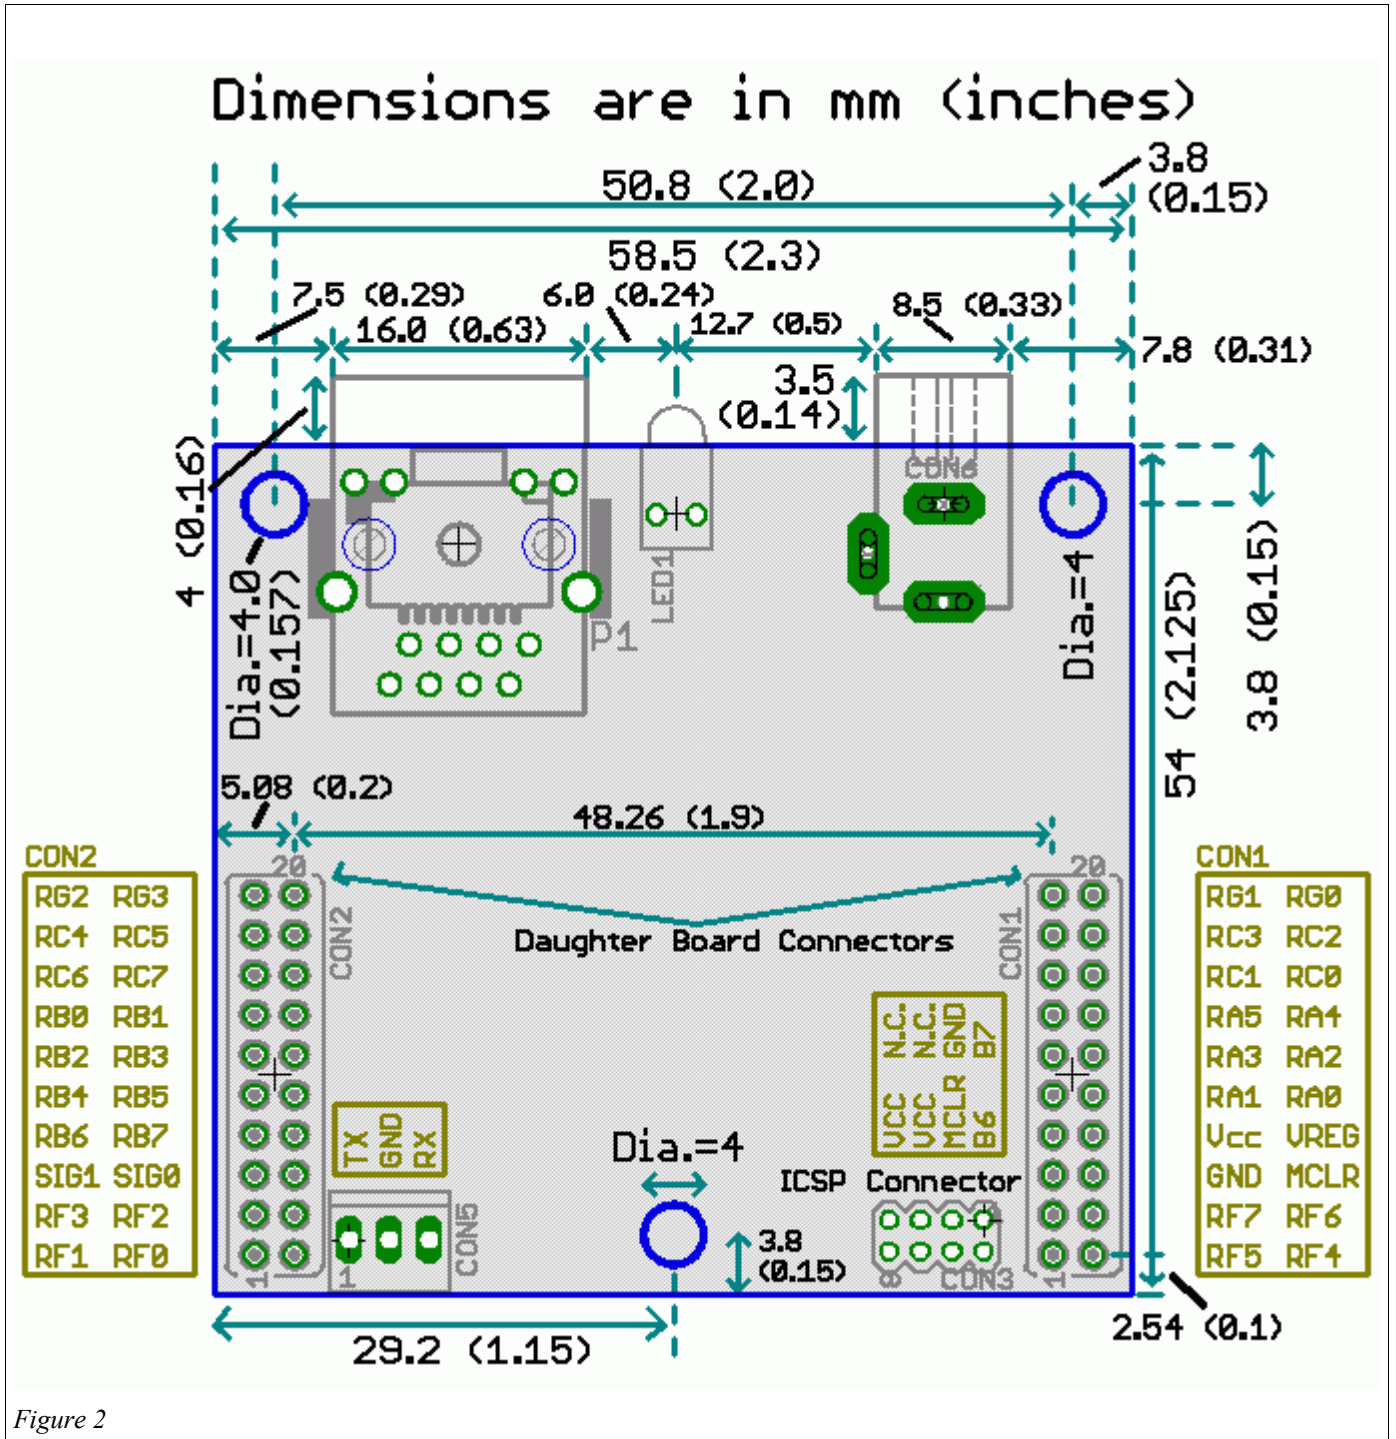 Dimensions are in mm (inches)
3.8
(0.15)
50.8 (2.0)
58.5 (2.3)
7.5 (0.29)
6.0 (0.24)
8.5 (0.33)
16.0 (0.63)
12.7 (0.5)
7.8 (0.31)
3.5
(0.14)
4 (0.16)
CON6
LED1
P1
Dia.=4.0
(0.157)
Dia.=4
54 (2.125)
3.8 (0.15)
5.08 (0.2)
48.26 (1.9)
CON2
RG2 RG3
RC4 RC5
RC6 RC7
RB0 RB1
RB2 RB3
RB4 RB5
RB6 RB7
SIG1 SIG0
RF3 RF2
RF1 RF0
20
CON2
1
Daughter Board Connectors
20
CON1
1
CON1
RG1 RG0
RC3 RC2
RC1 RC0
RA5 RA4
RA3 RA2
RA1 RA0
Vcc VREG
GND MCLR
RF7 RF6
RF5 RF4
TX
GND
RX
CON5
1
Dia.=4
3.8
(0.15)
VCC N.C.
VCC N.C.
MCLR GND
B6 B7
ICSP Connector
8
CON3
29.2 (1.15)
2.54 (0.1)
Figure 2